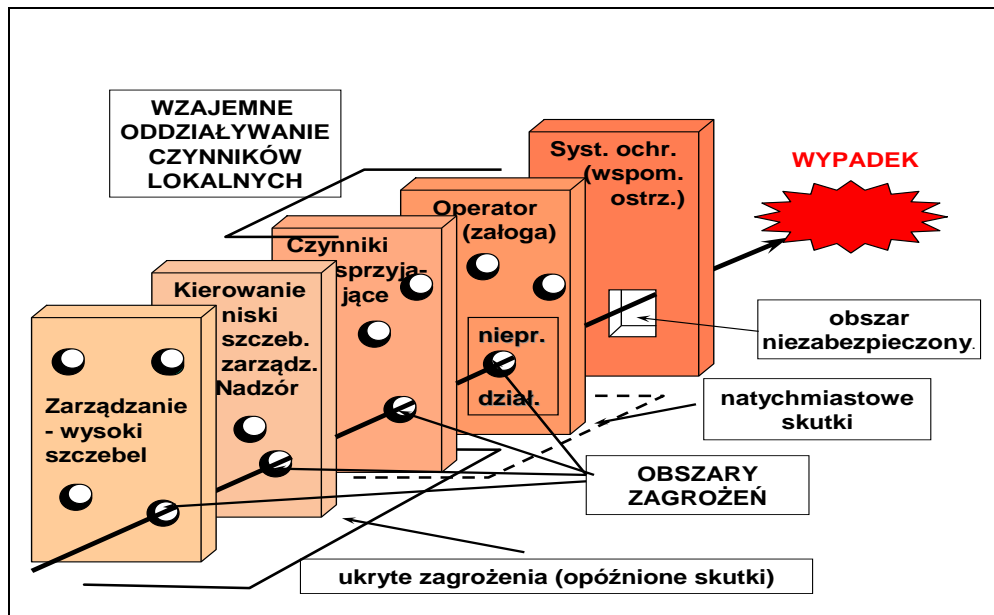 WZAJEMNE
ODDZIAŁYWANIE
CZYNNIKÓW
LOKALNYCH
Syst. ochr.
(wspom.
ostrz.)
WYPADEK
Operator
(załoga)
niepr.
dział.
Czynniki
sprzyja-
jące
Kierowanie
niski
szczeb.
zarządz.
Nadzór
Zarządzanie
- wysoki
szczebel
obszar
niezabezpieczony.
natychmiastowe
skutki
OBSZARY
ZAGROŻEŃ
ukryte zagrożenia (opóźnione skutki)